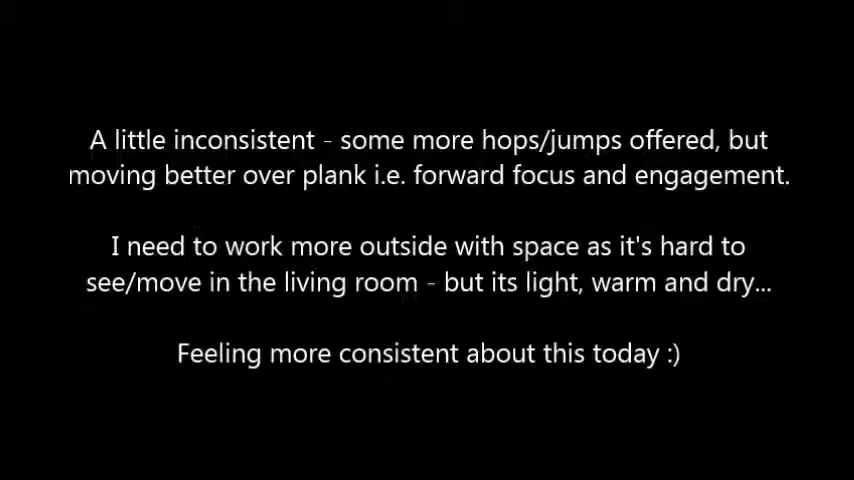 A little inconsistent - some more hops/jumps offered, but
moving better over plank i.e. forward focus and engagement.
I need to work more outside with space as it's hard to
see/move in the living room - but its light, warm and dry...
Feeling more consistent about this today :)